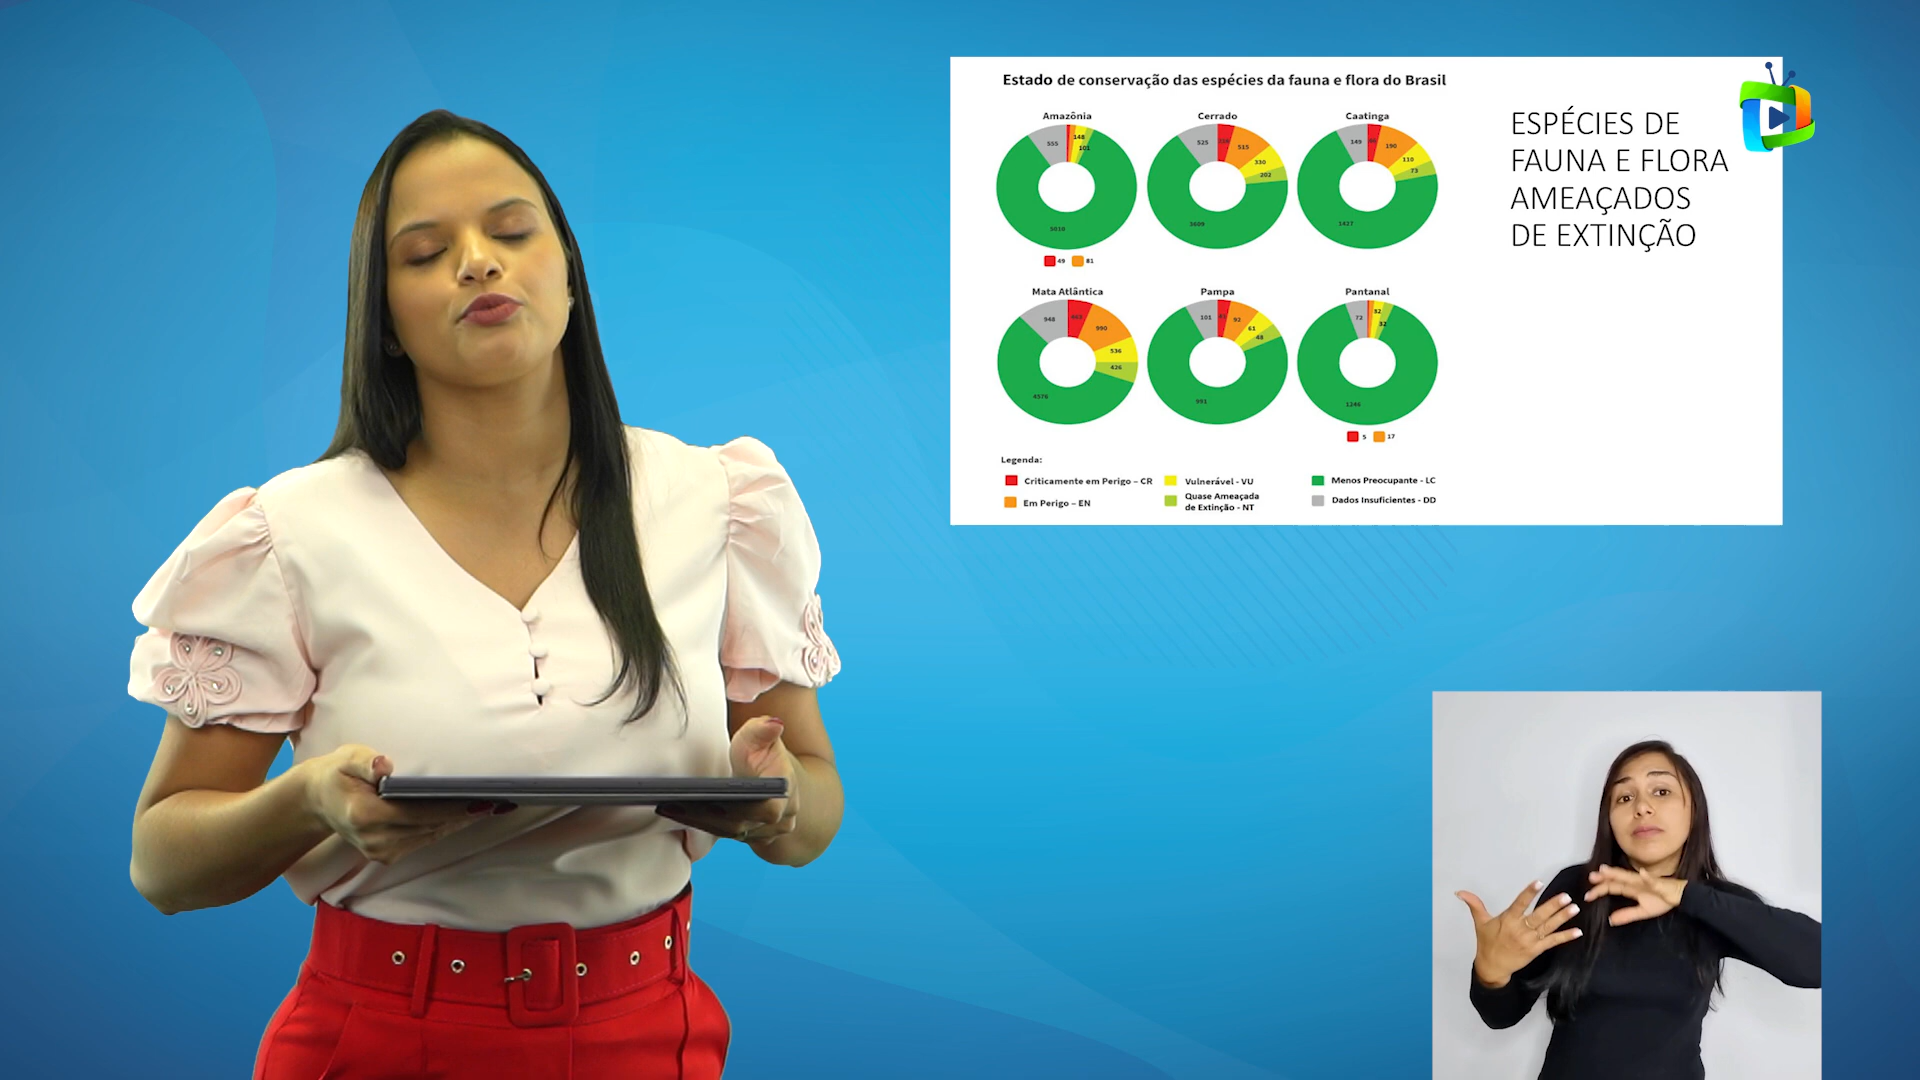 Estado de conservação das espécies da fauna e flora do Brasil
Amazônia
Cerrado
Caatinga
555
148
101
5010
49
81
525
515
330
202
3609
149
190
110
73
1427
Mata Atlântica
Pampa
Pantanal
948
990
536
426
4576
101
92
61
48
991
72
32
32
1246
5
17
Legenda:
Criticamente em Perigo – CR
Vulnerável - VU
Menos Preocupante - LC
Em Perigo – EN
Quase Ameaçada
de Extinção - NT
Dados Insuficientes - DD
ESPÉCIES DE
FAUNA E FLORA
AMEAÇADOS
DE EXTINÇÃO